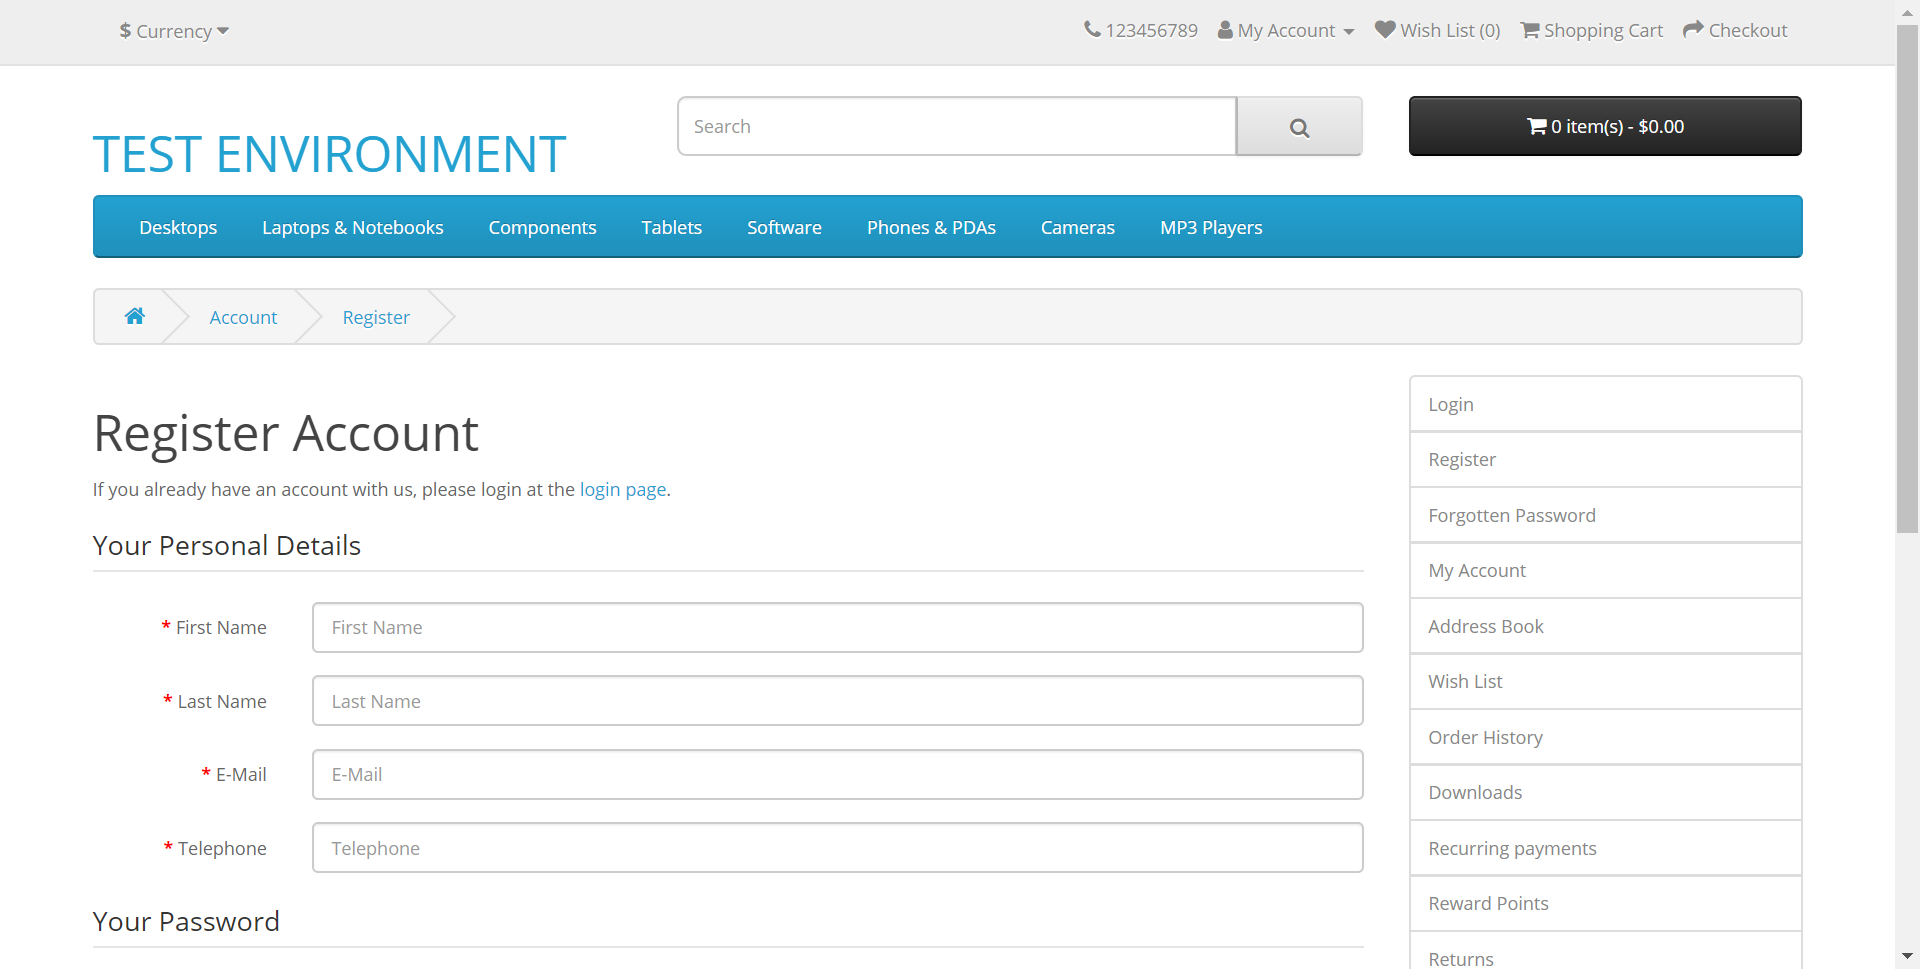 $ Currency
123456789 My Account Wish List (0) Shopping Cart Checkout
TEST ENVIRONMENT
Search
0 item(s) - $0.00
Desktops Laptops & Notebooks Components Tablets Software Phones & PDAs Cameras MP3 Players
Account Register
Register Account
If you already have an account with us, please login at the login page.
Your Personal Details
* First Name First Name
* Last Name Last Name
* E-Mail E-Mail
* Telephone Telephone
Your Password
Login
Register
Forgotten Password
My Account
Address Book
Wish List
Order History
Downloads
Recurring payments
Reward Points
Returns